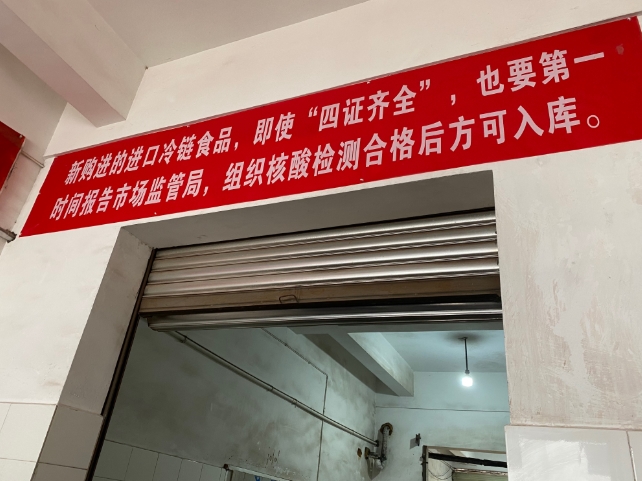 新购进的进口冷链食品，即使“四证齐全”，也要第一
时间报告市场监管局，组织核酸检测合格后方可入库。